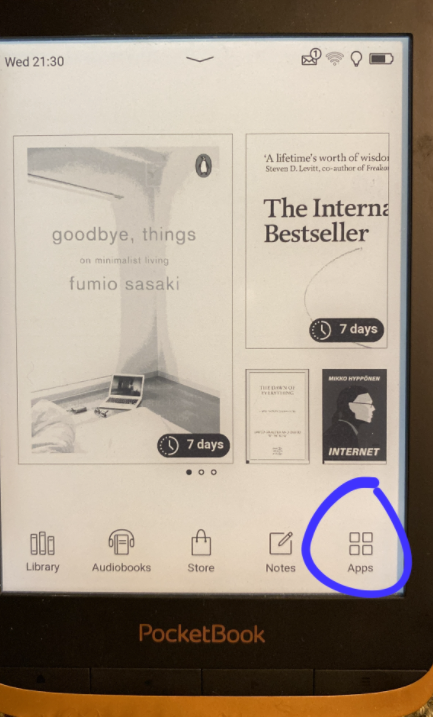 Wed 21:30
1
goodbye, things
on minimalist living
fumio sasaki
7 days
'A lifetime's worth of wisdo
Steven D. Levitt, co-author of Freako
The Interna
Bestseller
7 days
THE DAWN OF
EVERYTHING
MIKKO HYPPÖNEN
INTERNET
Library
Audiobooks
Store
Notes
Apps
PocketBook